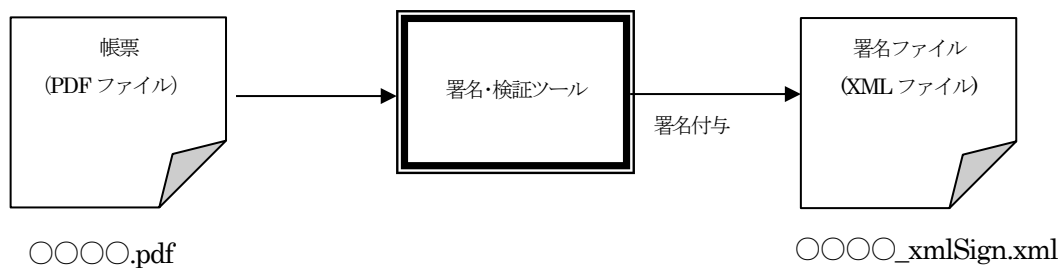 帳票
(PDF ファイル)
署名・検証ツール
署名付与
署名ファイル
(XML ファイル)
○○○○.pdf
○○○○_xmlSign.xml